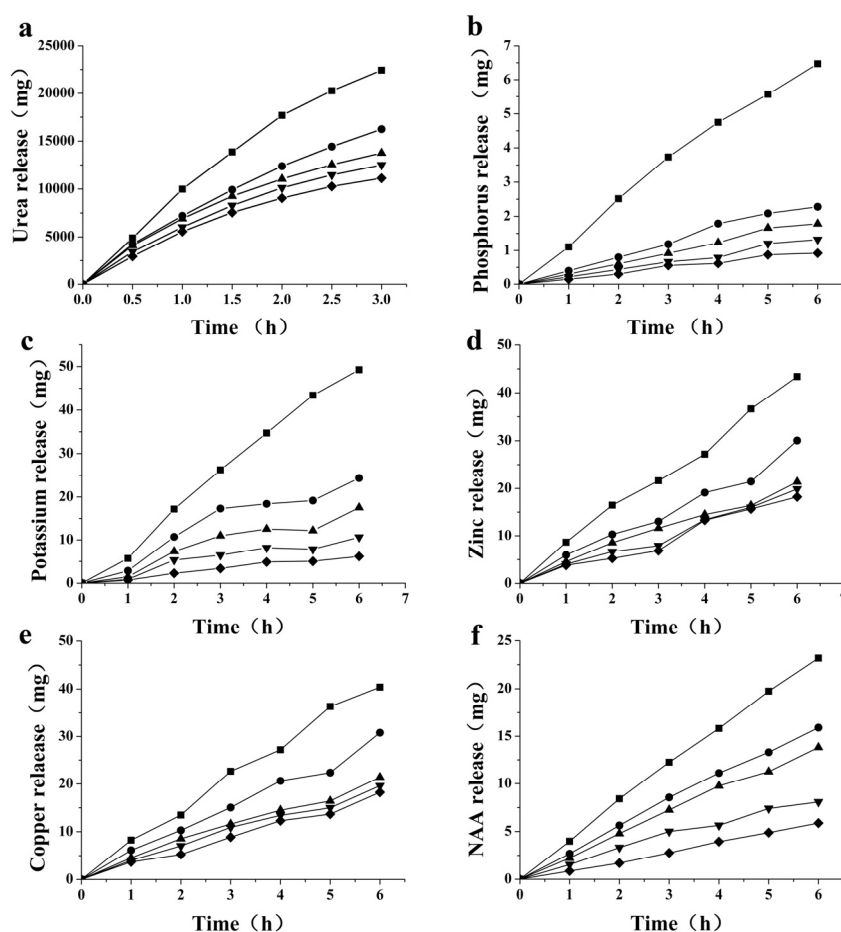 a
Urea release（mg）
25000
20000
15000
10000
5000
0
0.0 0.5 1.0 1.5 2.0 2.5 3.0
Time （h）
b
Phosphorus release（mg）
7
6
5
4
3
2
1
0
0 1 2 3 4 5 6
Time （h）
c
Potassium release（mg）
50
40
30
20
10
0
0 1 2 3 4 5 6 7
Time（h）
d
Zinc release（mg）
50
40
30
20
10
0
0 1 2 3 4 5 6 7
Time（h）
e
Copper relaease（mg）
50
40
30
20
10
0
0 1 2 3 4 5 6
Time（h）
f
NAA release（mg）
25
20
15
10
5
0
0 1 2 3 4 5 6
Time（h）